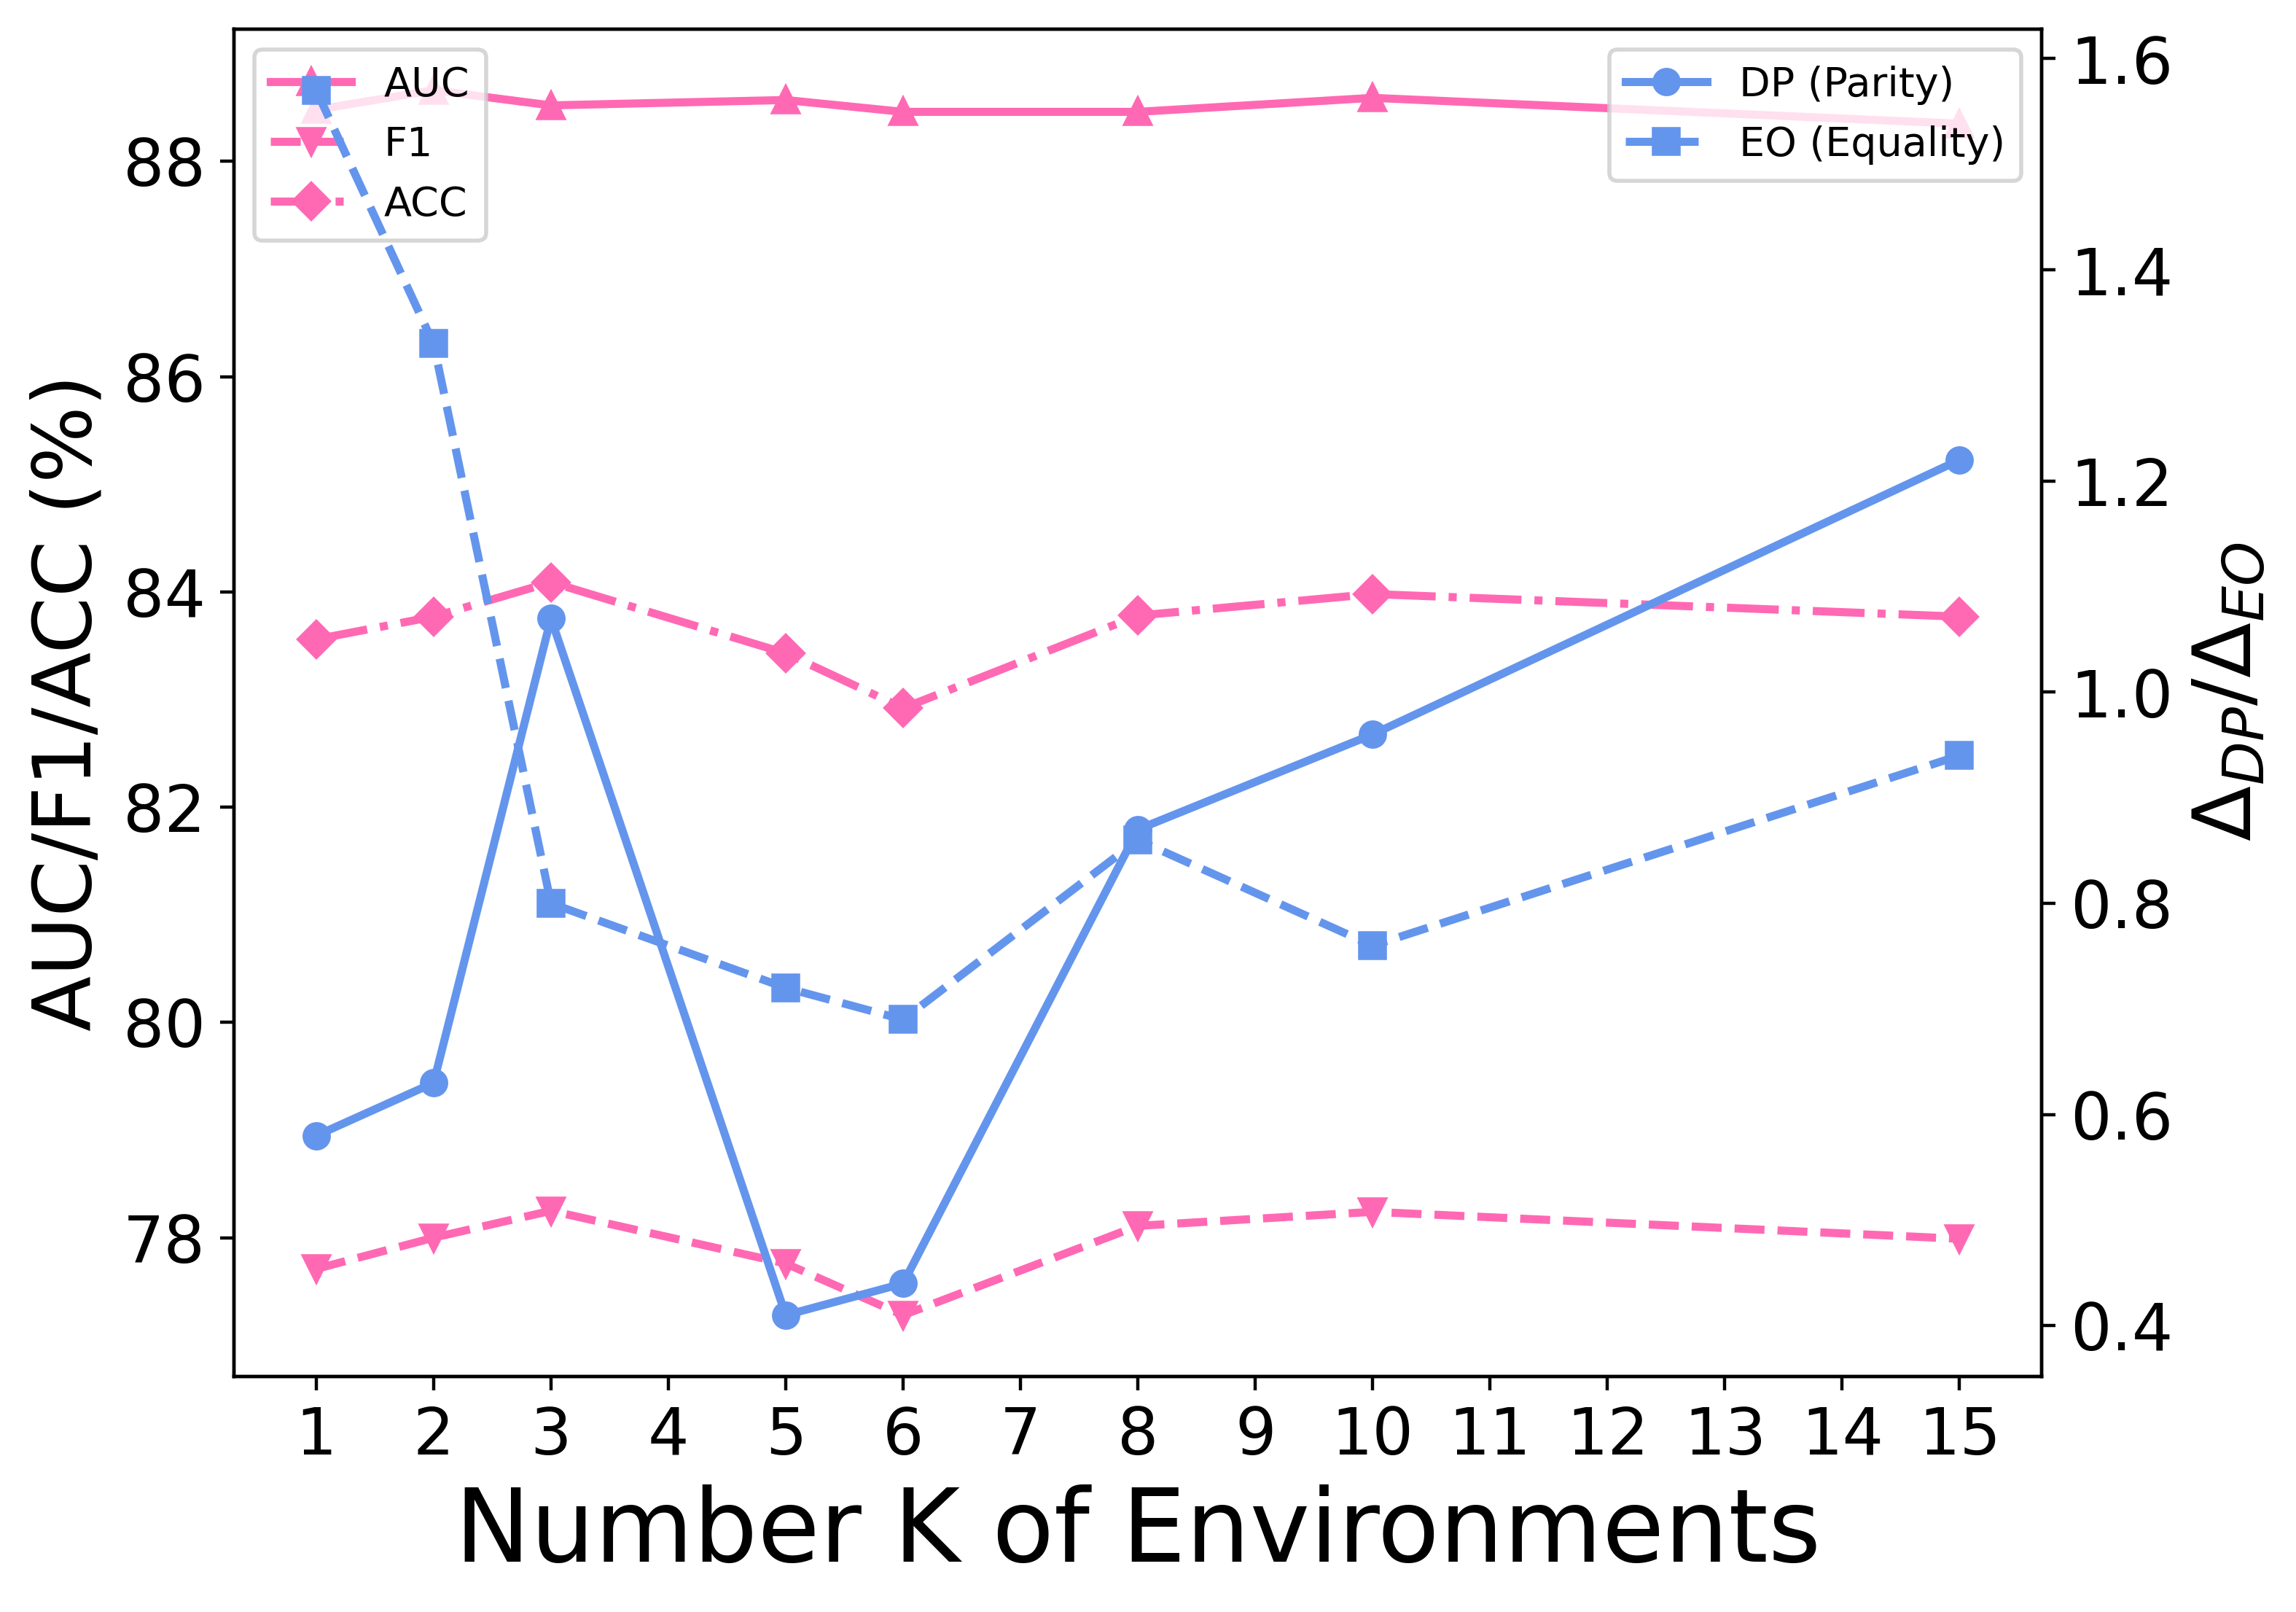 AUC
F1
ACC
DP (Parity)
EO (Equality)
AUC/F1/ACC (%)
88
86
84
82
80
78
1.6
1.4
1.2
1.0
0.8
0.6
0.4
Δ_DP/Δ_EO
1 2 3 4 5 6 7 8 9 10 11 12 13 14 15
Number K of Environments